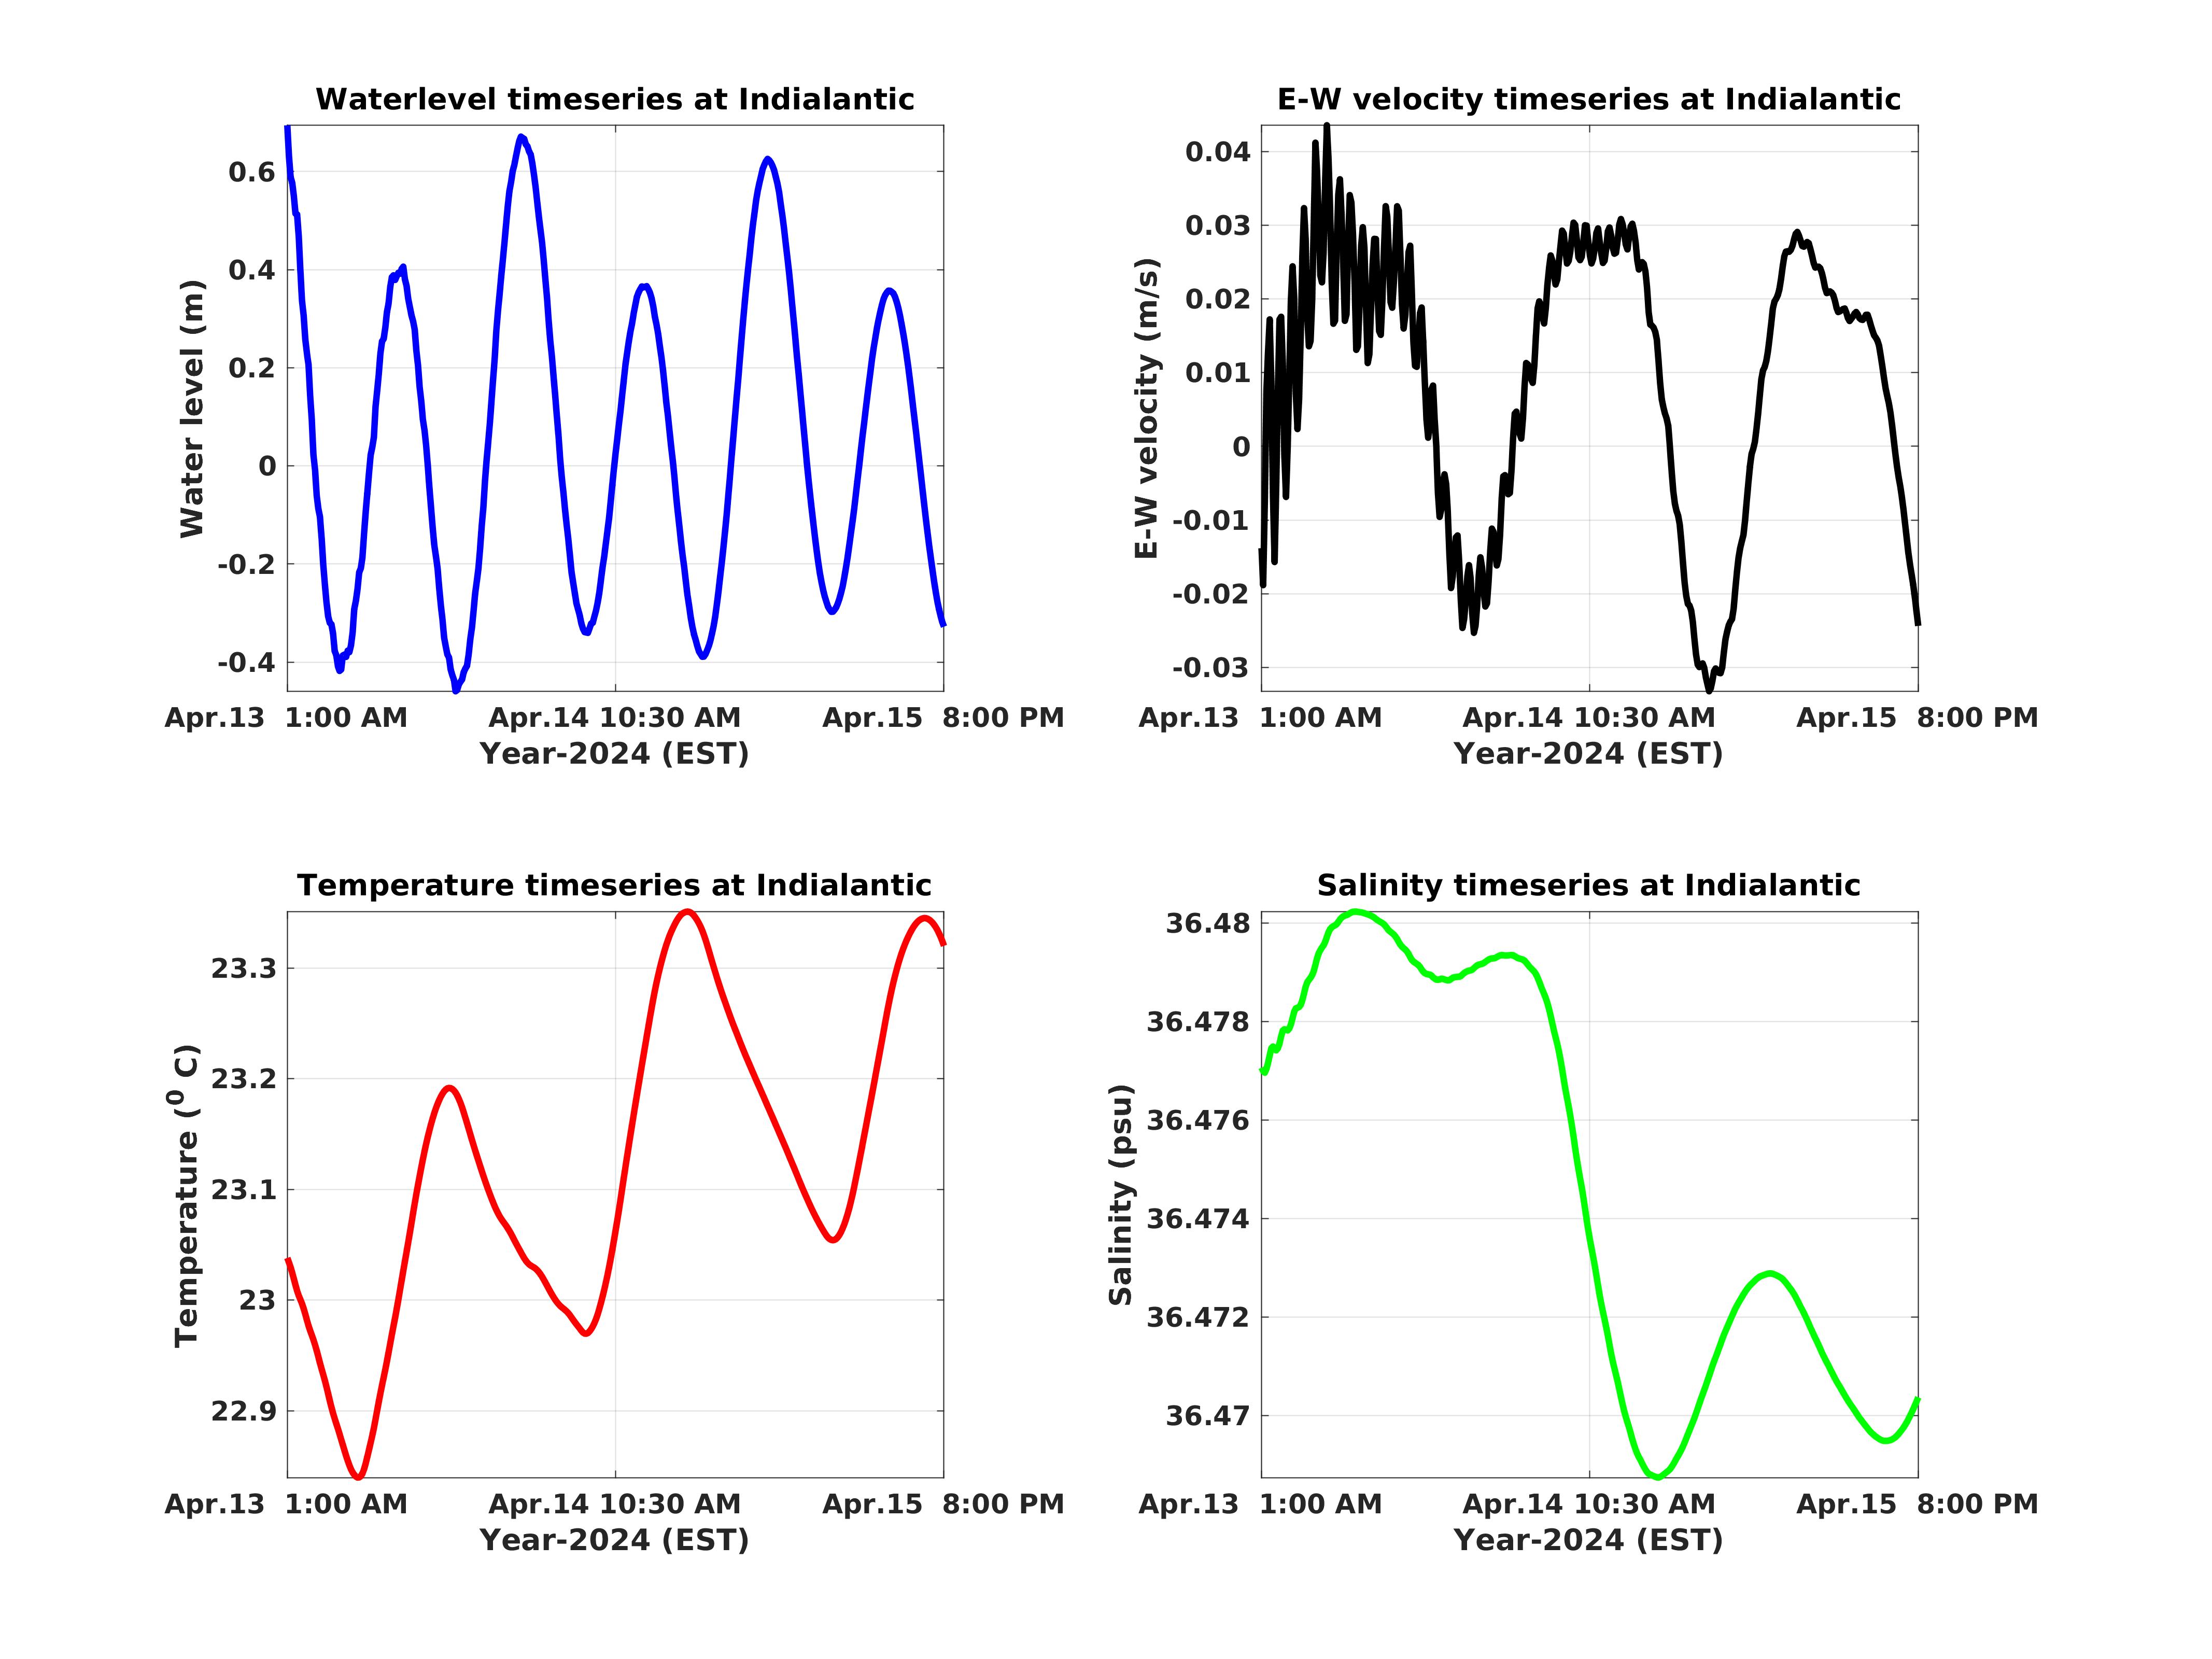 Waterlevel timeseries at Indialantic
0.6
0.4
0.2
0
-0.2
-0.4
Water level (m)
Apr.13 1:00 AM Apr.14 10:30 AM Apr.15 8:00 PM
Year-2024 (EST)
E-W velocity timeseries at Indialantic
0.04
0.03
0.02
0.01
0
-0.01
-0.02
-0.03
E-W velocity (m/s)
Apr.13 1:00 AM Apr.14 10:30 AM Apr.15 8:00 PM
Year-2024 (EST)
Temperature timeseries at Indialantic
23.3
23.2
23.1
23
22.9
Temperature (⁰ C)
Apr.13 1:00 AM Apr.14 10:30 AM Apr.15 8:00 PM
Year-2024 (EST)
Salinity timeseries at Indialantic
36.48
36.478
36.476
36.474
36.472
36.47
Salinity (psu)
Apr.13 1:00 AM Apr.14 10:30 AM Apr.15 8:00 PM
Year-2024 (EST)